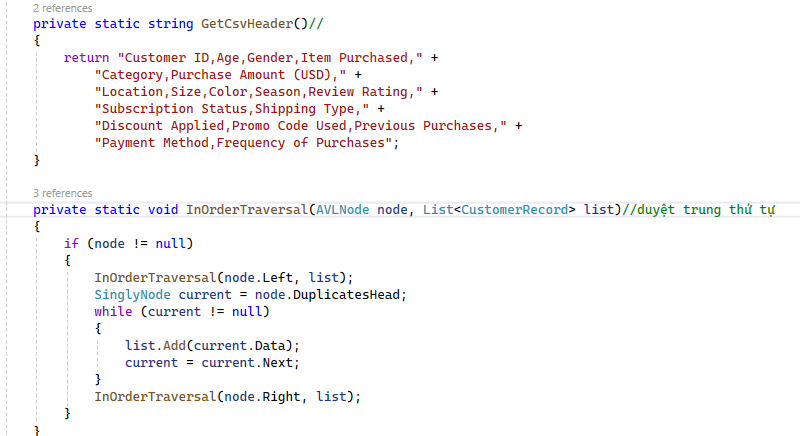 2 references
private static string GetCsvHeader()//
{
return "Customer ID,Age,Gender,Item Purchased," +
"Category,Purchase Amount (USD)," +
"Location,Size,Color,Season,Review Rating," +
"Subscription Status,Shipping Type," +
"Discount Applied,Promo Code Used,Previous Purchases," +
"Payment Method,Frequency of Purchases";
}
3 references
private static void InOrderTraversal(AVLNode node, List<CustomerRecord> list)//duyệt trung thứ tự
{
if (node != null)
{
InOrderTraversal(node.Left, list);
SinglyNode current = node.DuplicatesHead;
while (current != null)
{
list.Add(current.Data);
current = current.Next;
}
InOrderTraversal(node.Right, list);
}
}